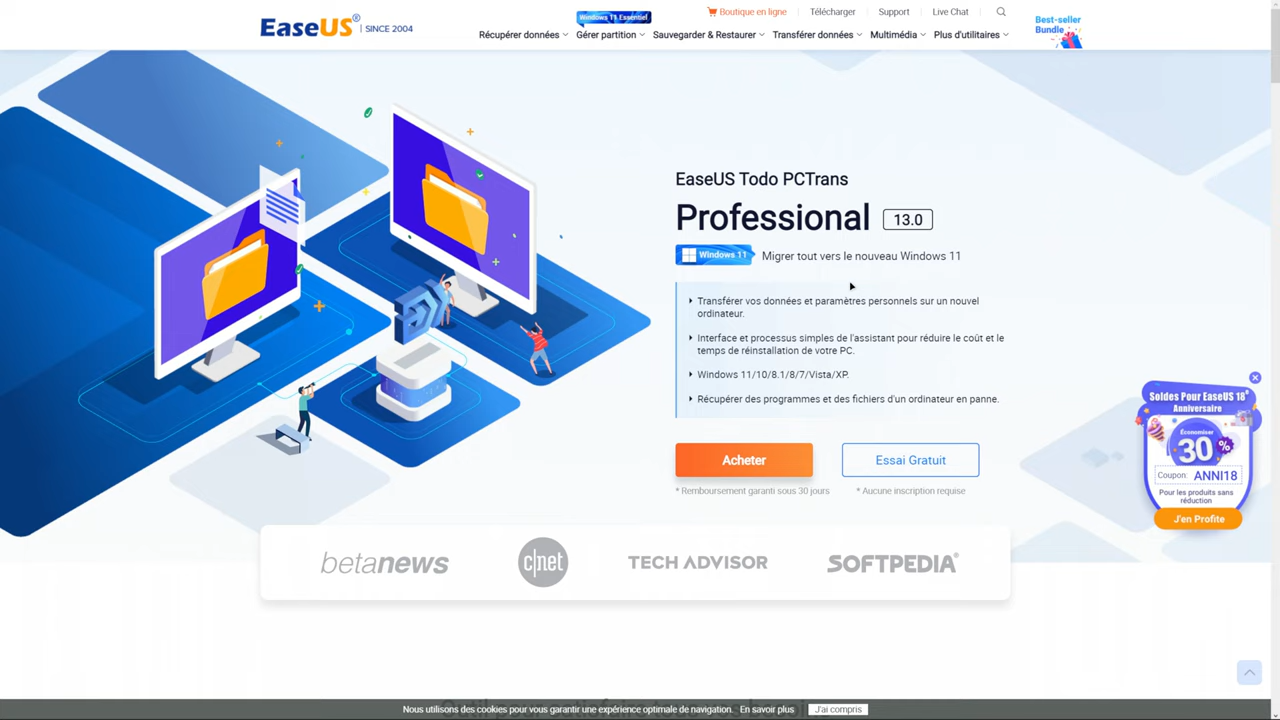 EaseUS® | SINCE 2004
Boutique en ligne Télécharger Support Live Chat
Windows 11 Essentiel
Récupérer données Gérer partition Sauvegarder & Restaurer Transférer données Multimédia Plus d'utilitaires
Best-seller
Bundle
EaseUS Todo PCTrans
Professional 13.0
Windows 11 Migrer tout vers le nouveau Windows 11
Transférer vos données et paramètres personnels sur un nouvel
ordinateur.
Interface et processus simples de l'assistant pour réduire le coût et le
temps de réinstallation de votre PC.
Windows 11/10/8.1/8/7/Vista/XP.
Récupérer des programmes et des fichiers d'un ordinateur en panne.
Acheter Essai Gratuit
* Remboursement garanti sous 30 jours * Aucune inscription requise
Soldes Pour EaseUS 18e
Anniversaire
Économiser
30 %
Coupon: ANNI18
Pour les produits sans
réduction
J'en Profite
betanews c|net TECH ADVISOR SOFTPEDIA®
Nous utilisons des cookies pour vous garantir une expérience optimale de navigation. En savoir plus J'ai compris